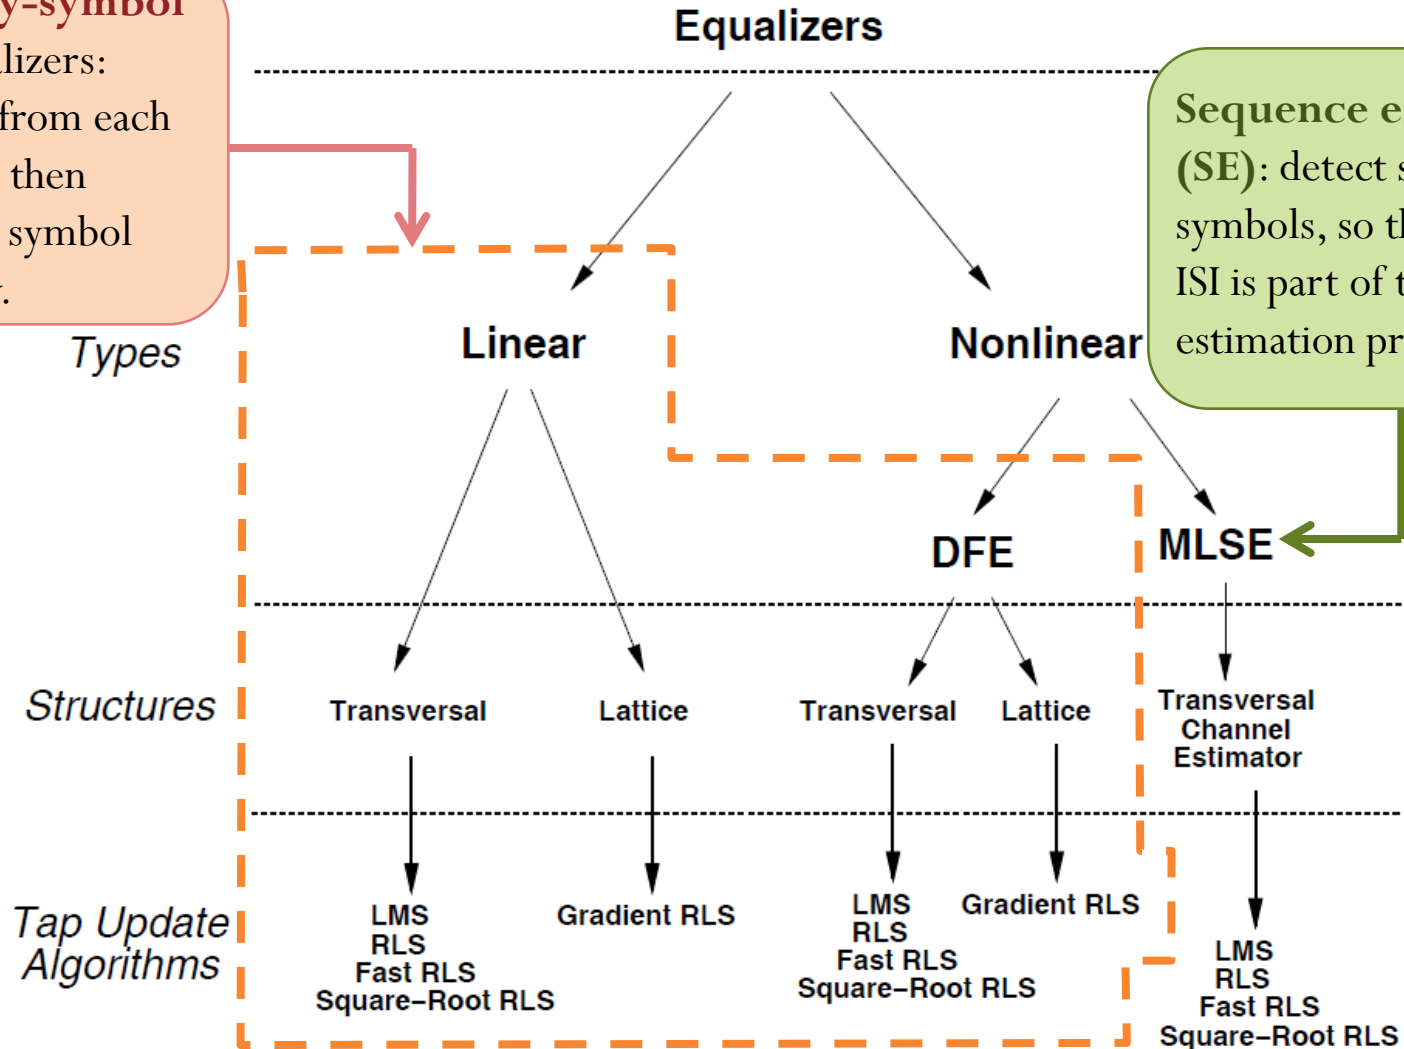 Equalizers
y-symbol
lizers:
from each
then
symbol
Sequence e
(SE): detect s
symbols, so th
ISI is part of t
estimation pr
Types
Linear
Nonlinear
DFE
MLSE
Structures
Transversal
Lattice
Transversal
Lattice
Transversal
Channel
Estimator
Tap Update
Algorithms
LMS
RLS
Fast RLS
Square–Root RLS
Gradient RLS
LMS
RLS
Fast RLS
Square–Root RLS
Gradient RLS
LMS
RLS
Fast RLS
Square–Root RLS